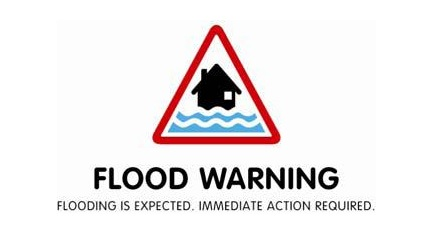 FLOOD WARNING
FLOODING IS EXPECTED. IMMEDIATE ACTION REQUIRED.